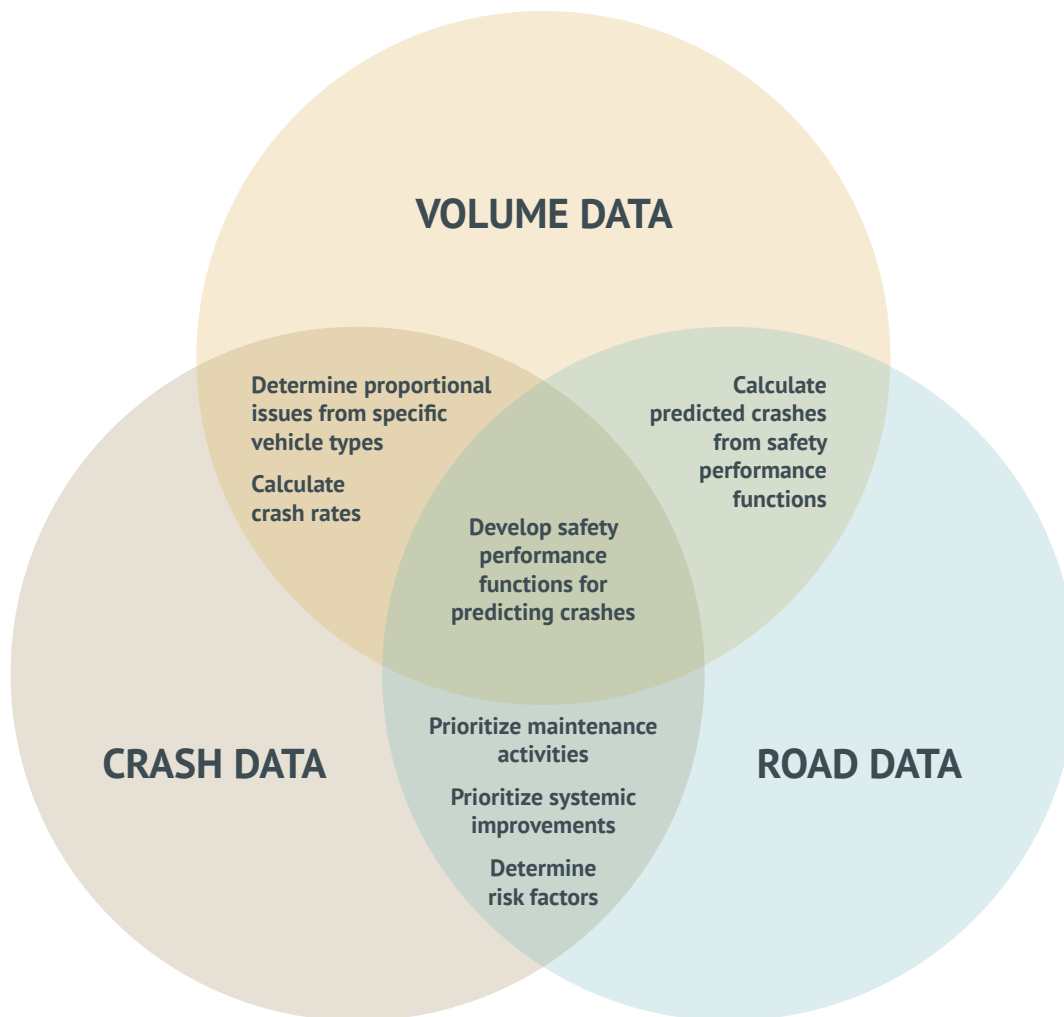 VOLUME DATA
Determine proportional
issues from specific
vehicle types
Calculate
crash rates
Calculate
predicted crashes
from safety
performance
functions
Develop safety
performance
functions for
predicting crashes
CRASH DATA
Prioritize maintenance
activities
Prioritize systemic
improvements
Determine
risk factors
ROAD DATA